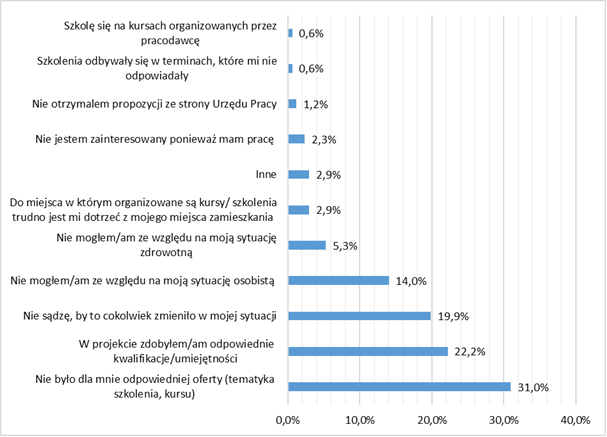 Szkolę się na kursach organizowanych przez
pracodawcę
0,6%
Szkolenia odbywały się w terminach, które mi nie
odpowiadały
0,6%
Nie otrzymałem propozycji ze strony Urzędu Pracy
1,2%
Nie jestem zainteresowany ponieważ mam pracę
2,3%
Inne
2,9%
Do miejsca w którym organizowane są kursy/ szkolenia
trudno jest mi dotrzeć z mojego miejsca zamieszkania
2,9%
Nie mogłem/am ze względu na moją sytuację
zdrowotną
5,3%
Nie mogłem/am ze względu na moją sytuację osobistą
14,0%
Nie sądzę, by to cokolwiek zmieniło w mojej sytuacji
19,9%
W projekcie zdobyłem/am odpowiednie
kwalifikacje/umiejętności
22,2%
Nie było dla mnie odpowiedniej oferty (tematyka
szkolenia, kursu)
31,0%
0,0% 10,0% 20,0% 30,0% 40,0%